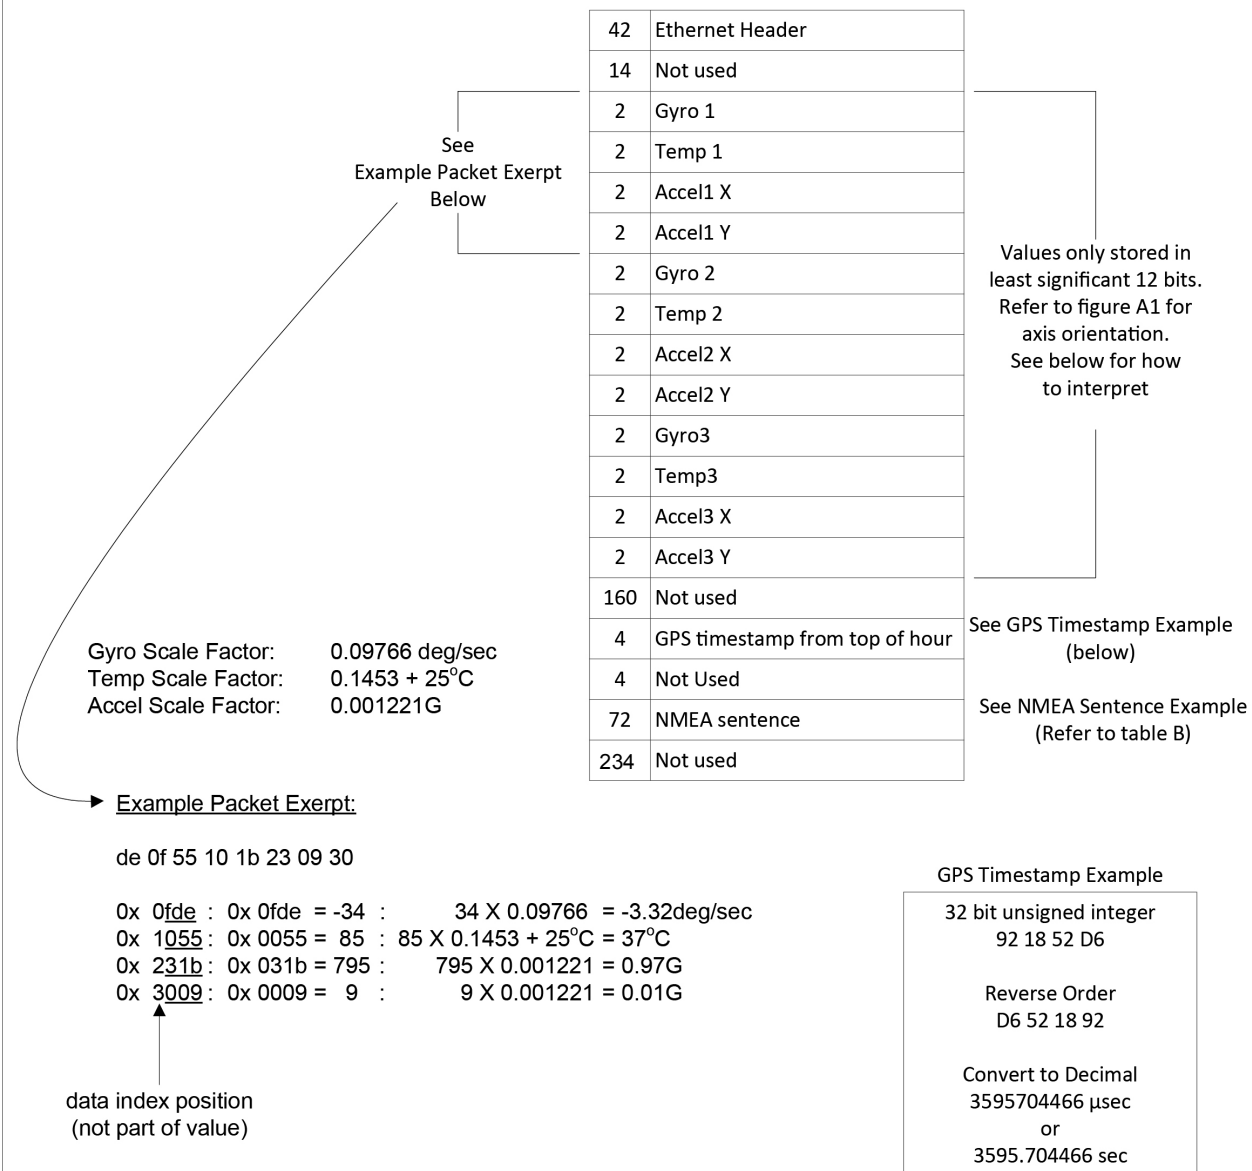 42 Ethernet Header
14 Not used
2 Gyro 1
2 Temp 1
2 Accel1 X
2 Accel1 Y
2 Gyro 2
2 Temp 2
2 Accel2 X
2 Accel2 Y
2 Gyro3
2 Temp3
2 Accel3 X
2 Accel3 Y
160 Not used
4 GPS timestamp from top of hour
4 Not Used
72 NMEA sentence
234 Not used
See
Example Packet Exerpt
Below
Values only stored in
least significant 12 bits.
Refer to figure A1 for
axis orientation.
See below for how
to interpret
See GPS Timestamp Example
(below)
See NMEA Sentence Example
(Refer to table B)
Gyro Scale Factor: 0.09766 deg/sec
Temp Scale Factor: 0.1453 + 25°C
Accel Scale Factor: 0.001221G
Example Packet Exerpt:
de 0f 55 10 1b 23 09 30
0x 0fde : 0x 0fde = -34 : 34 X 0.09766 = -3.32deg/sec
0x 1055 : 0x 0055 = 85 : 85 X 0.1453 + 25°C = 37°C
0x 231b : 0x 031b = 795 : 795 X 0.001221 = 0.97G
0x 3009 : 0x 0009 = 9 : 9 X 0.001221 = 0.01G
data index position
(not part of value)
GPS Timestamp Example
32 bit unsigned integer
92 18 52 D6
Reverse Order
D6 52 18 92
Convert to Decimal
3595704466 µsec
or
3595.704466 sec